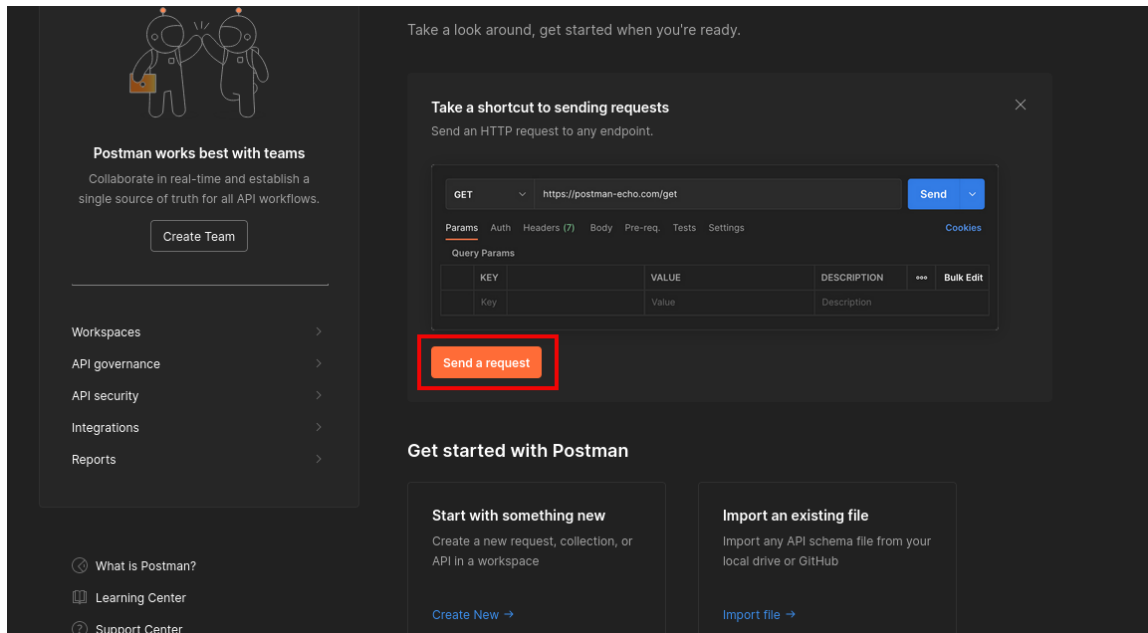 Postman works best with teams
Collaborate in real-time and establish a
single source of truth for all API workflows.
Create Team
Workspaces
API governance
API security
Integrations
Reports
What is Postman?
Learning Center
Support Center
Take a look around, get started when you're ready.
Take a shortcut to sending requests
Send an HTTP request to any endpoint.
GET https://postman-echo.com/get Send
Params Auth Headers (7) Body Pre-req. Tests Settings Cookies
Query Params
KEY VALUE DESCRIPTION ooo Bulk Edit
Key Value Description
Send a request
Get started with Postman
Start with something new
Create a new request, collection, or
API in a workspace
Create New →
Import an existing file
Import any API schema file from your
local drive or GitHub
Import file →